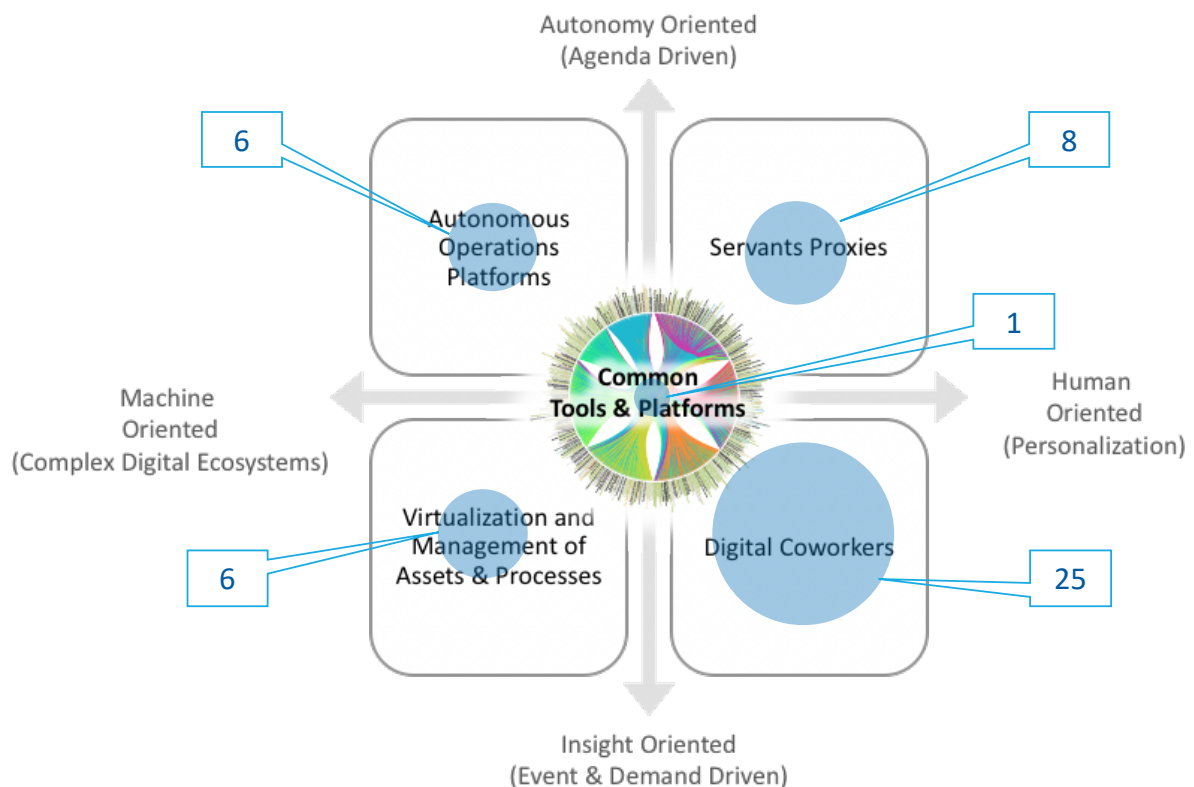 Autonomy Oriented
(Agenda Driven)
6
8
Autonomous
Operations
Platforms
Servants Proxies
1
Common
Tools & Platforms
Machine
Oriented
(Complex Digital Ecosystems)
Human
Oriented
(Personalization)
Virtualization and
Management of
Assets & Processes
Digital Coworkers
6
25
Insight Oriented
(Event & Demand Driven)